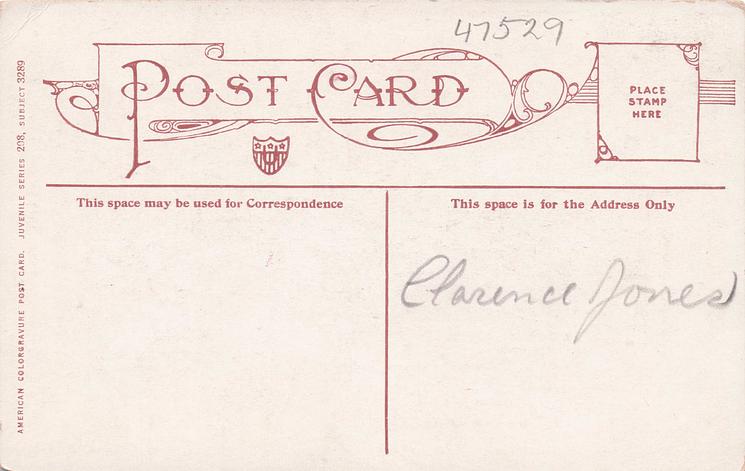 47529
POST CARD
PLACE
STAMP
HERE
This space may be used for Correspondence
This space is for the Address Only
Clarence Jones
AMERICAN COLORGRAVURE POST CARD. JUVENILE SERIES 298, SUBJECT 3289